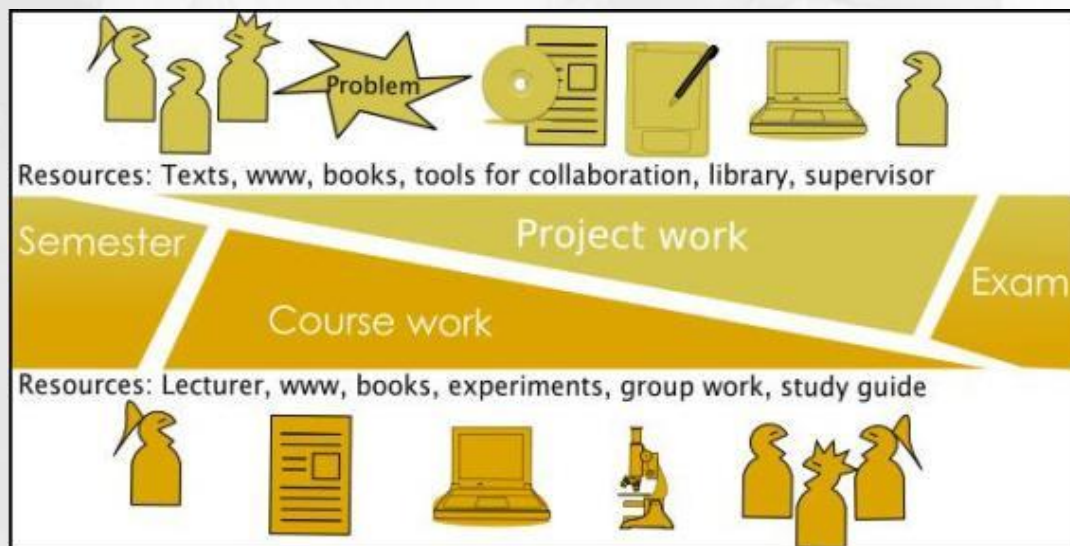 Problem
Resources: Texts, www, books, tools for collaboration, library, supervisor
Semester
Project work
Exam
Course work
Resources: Lecturer, www, books, experiments, group work, study guide